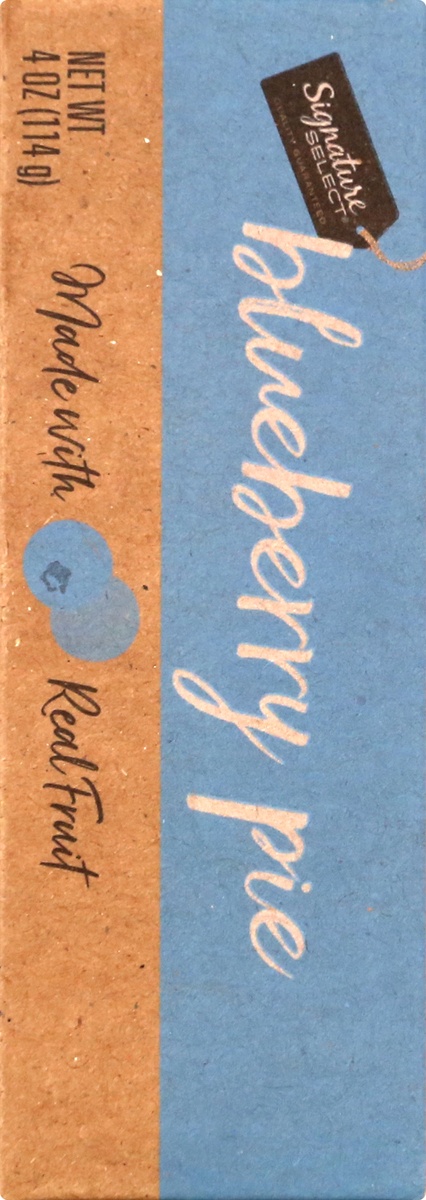 Signature
SELECT®
QUALITY GUARANTEED
blueberry pie
Made with Real Fruit
NET WT
4 OZ (114 g)